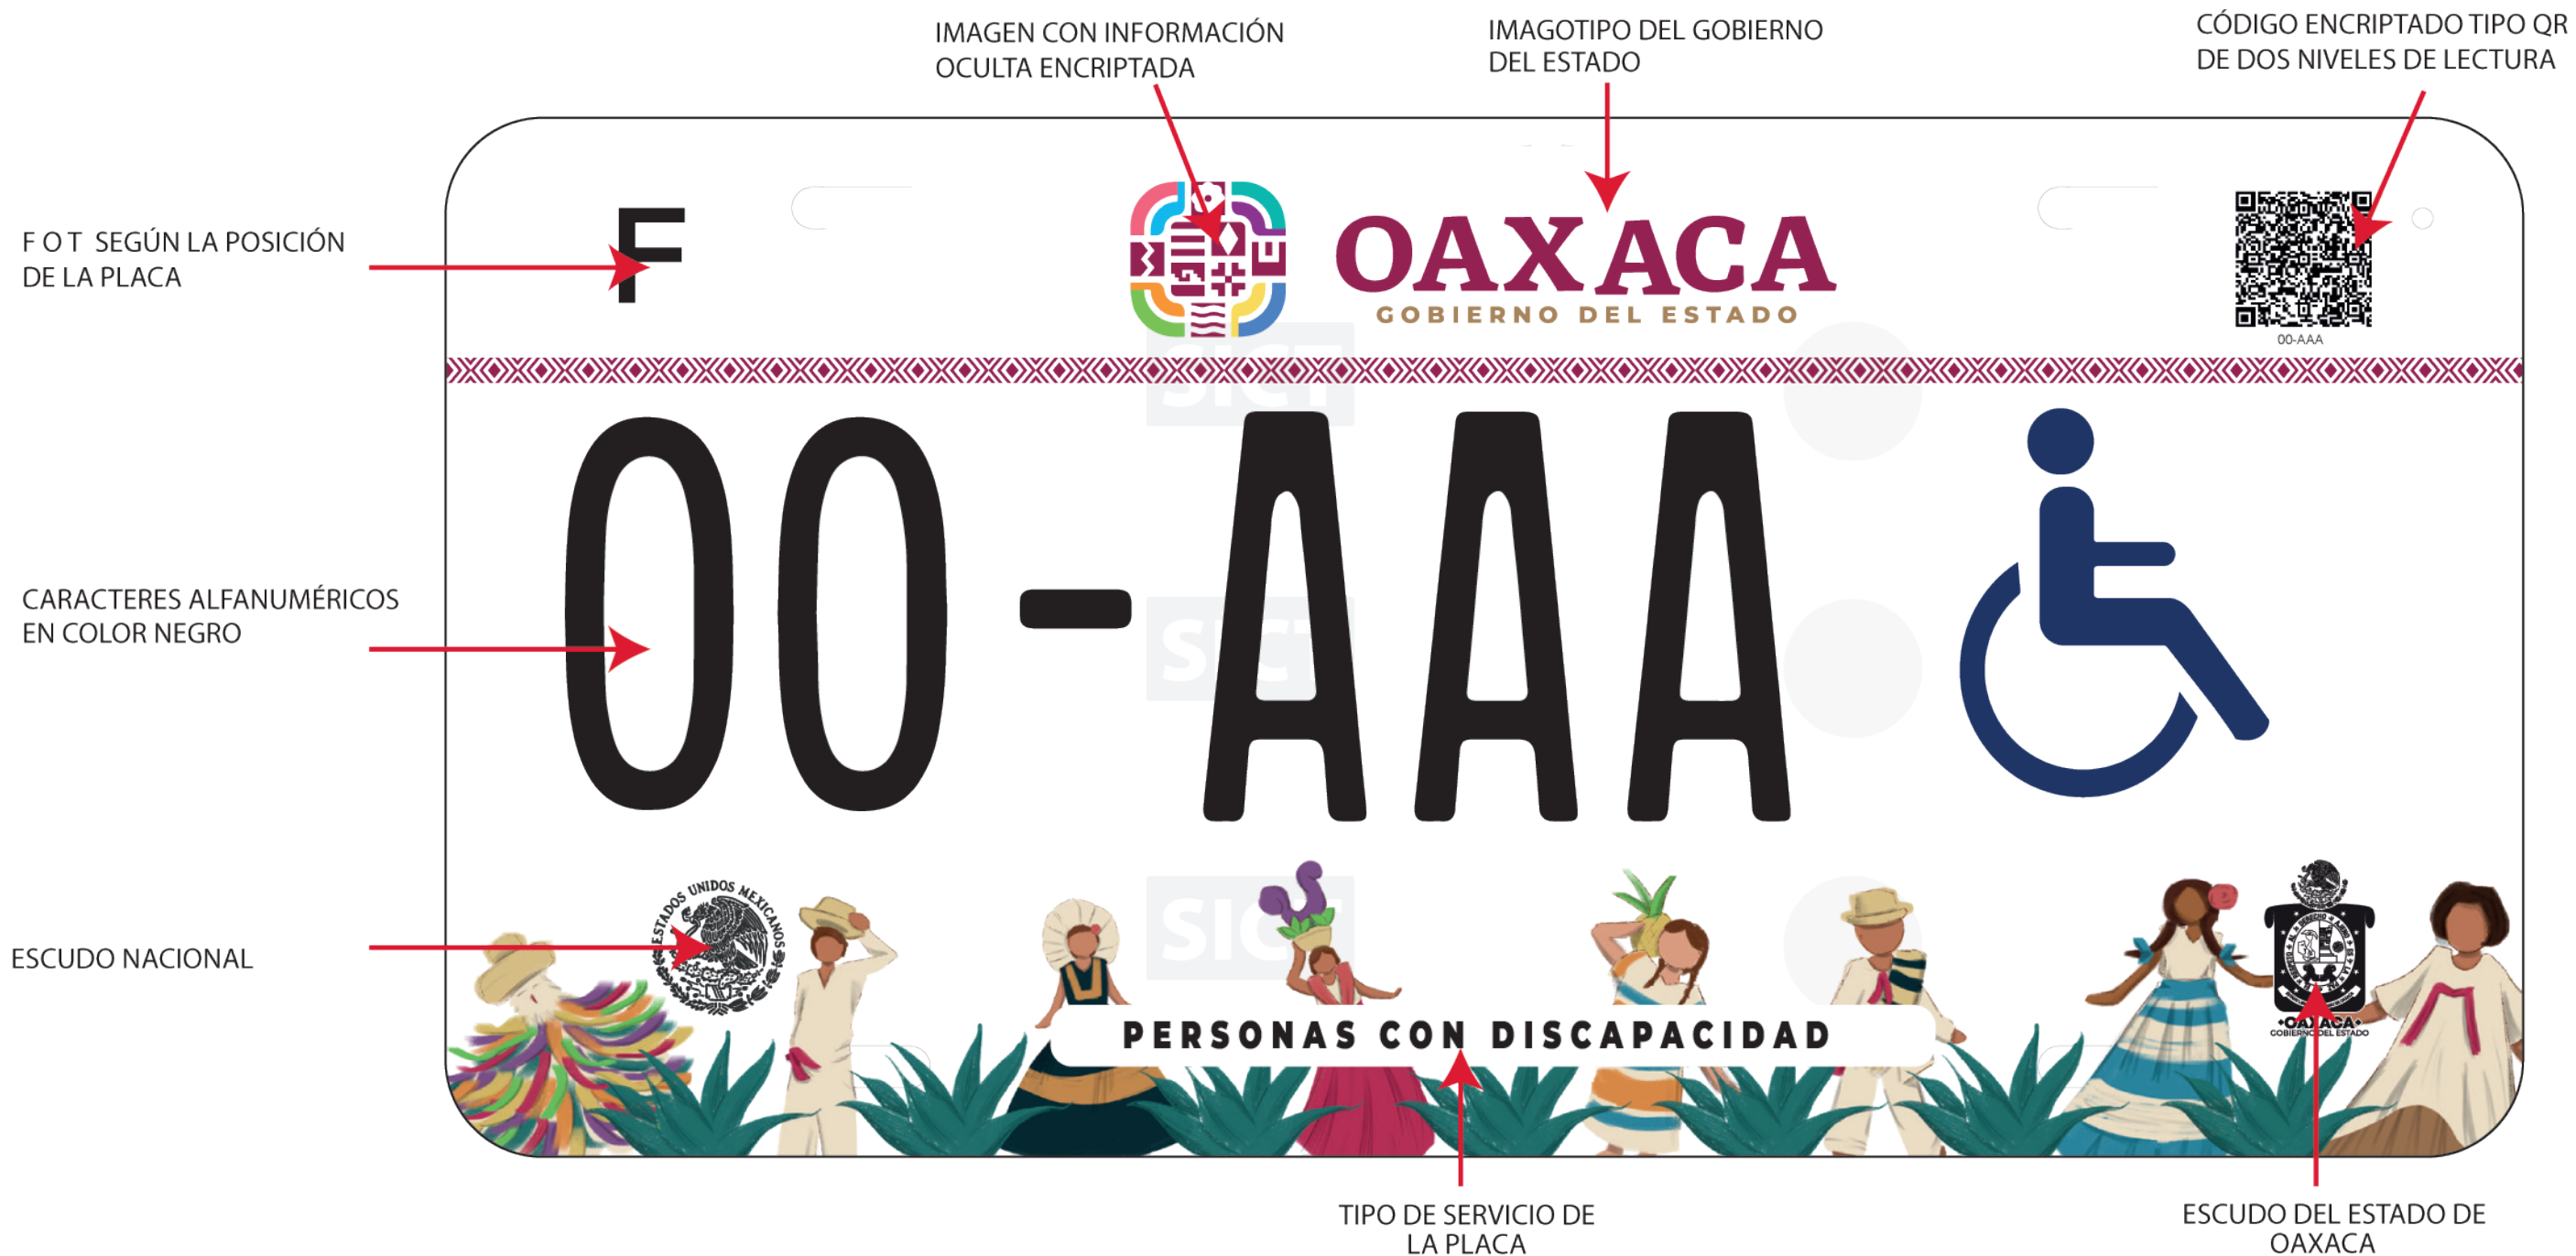 IMAGEN CON INFORMACIÓN
OCULTA ENCRIPTADA
IMAGOTIPO DEL GOBIERNO
DEL ESTADO
CÓDIGO ENCRIPTADO TIPO QR
DE DOS NIVELES DE LECTURA
F O T SEGÚN LA POSICIÓN
DE LA PLACA
F
OAXACA
GOBIERNO DEL ESTADO
00-AAA
SICT
CARACTERES ALFANUMÉRICOS
EN COLOR NEGRO
00-AAA
SICT
SICT
ESCUDO NACIONAL
ESTADOS UNIDOS MEXICANOS
PERSONAS CON DISCAPACIDAD
OAXACA
GOBIERNO DEL ESTADO
TIPO DE SERVICIO DE
LA PLACA
ESCUDO DEL ESTADO DE
OAXACA